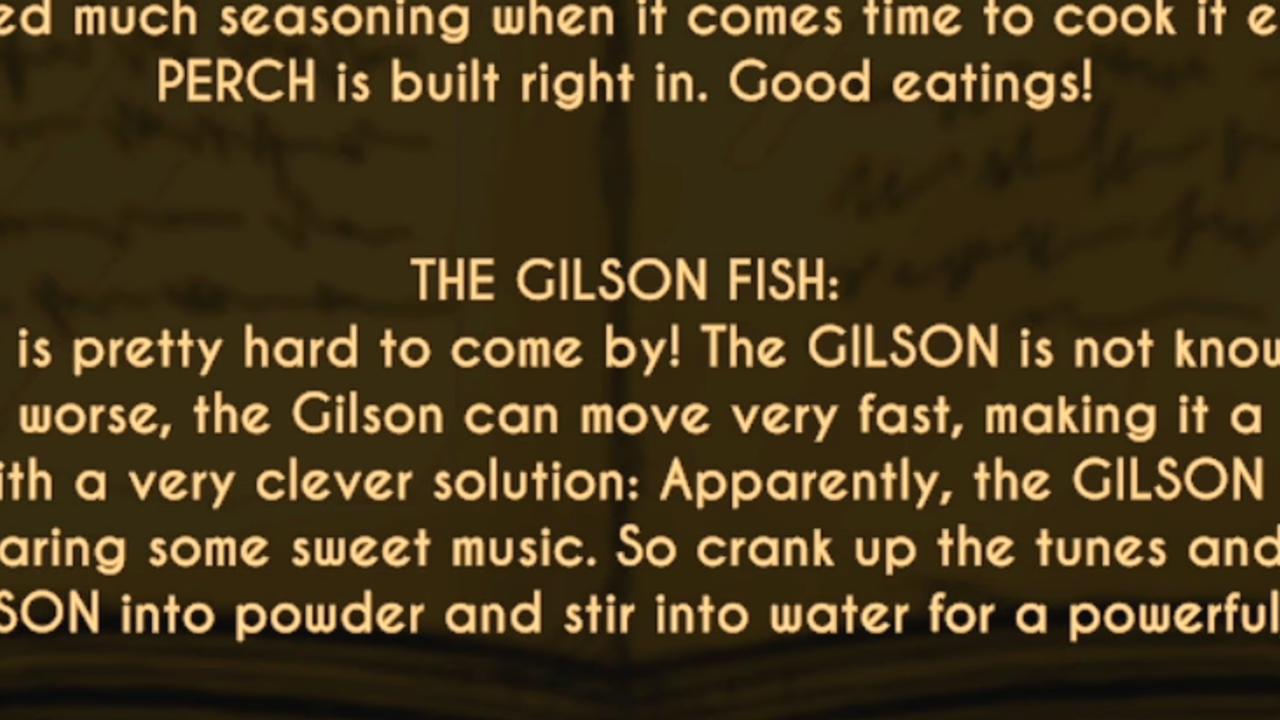 ed much seasoning when it comes time to cook it e
PERCH is built right in. Good eatings!
THE GILSON FISH:
is pretty hard to come by! The GILSON is not know
worse, the Gilson can move very fast, making it a
ith a very clever solution: Apparently, the GILSON
aring some sweet music. So crank up the tunes and
SON into powder and stir into water for a powerful